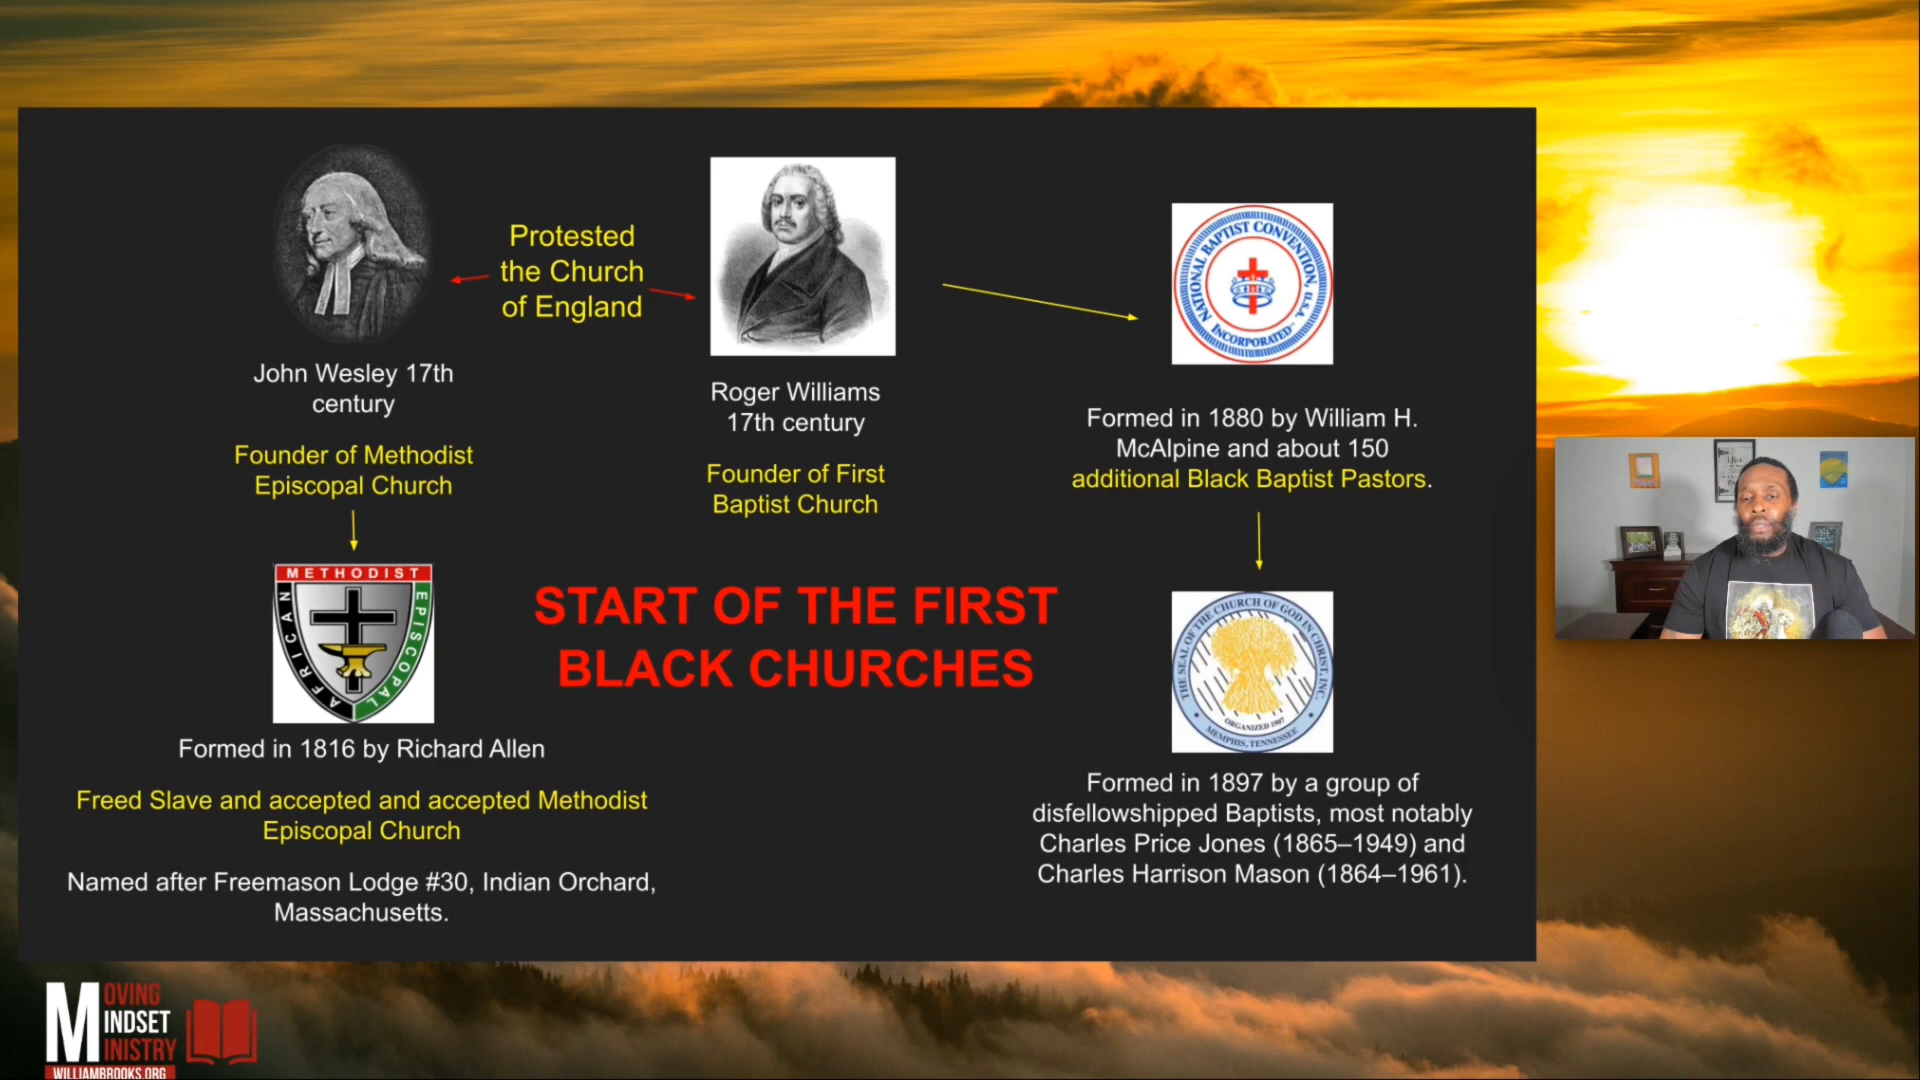 Protested
the Church
of England
John Wesley 17th
century
Founder of Methodist
Episcopal Church
METHODIST
AFRICAN
EPISCOPAL
Formed in 1816 by Richard Allen
Freed Slave and accepted and accepted Methodist
Episcopal Church
Named after Freemason Lodge #30, Indian Orchard,
Massachusetts.
Roger Williams
17th century
Founder of First
Baptist Church
START OF THE FIRST
BLACK CHURCHES
NATIONAL BAPTIST CONVENTION, U.S.A.
INCORPORATED
Formed in 1880 by William H.
McAlpine and about 150
additional Black Baptist Pastors.
THE SEAL OF THE CHURCH OF GOD IN CHRIST, INC.
ORGANIZED 1907
MEMPHIS, TENNESSEE
Formed in 1897 by a group of
disfellowshipped Baptists, most notably
Charles Price Jones (1865–1949) and
Charles Harrison Mason (1864–1961).
MOVING
MINDSET
MINISTRY
WILLIAMBROOKS.ORG